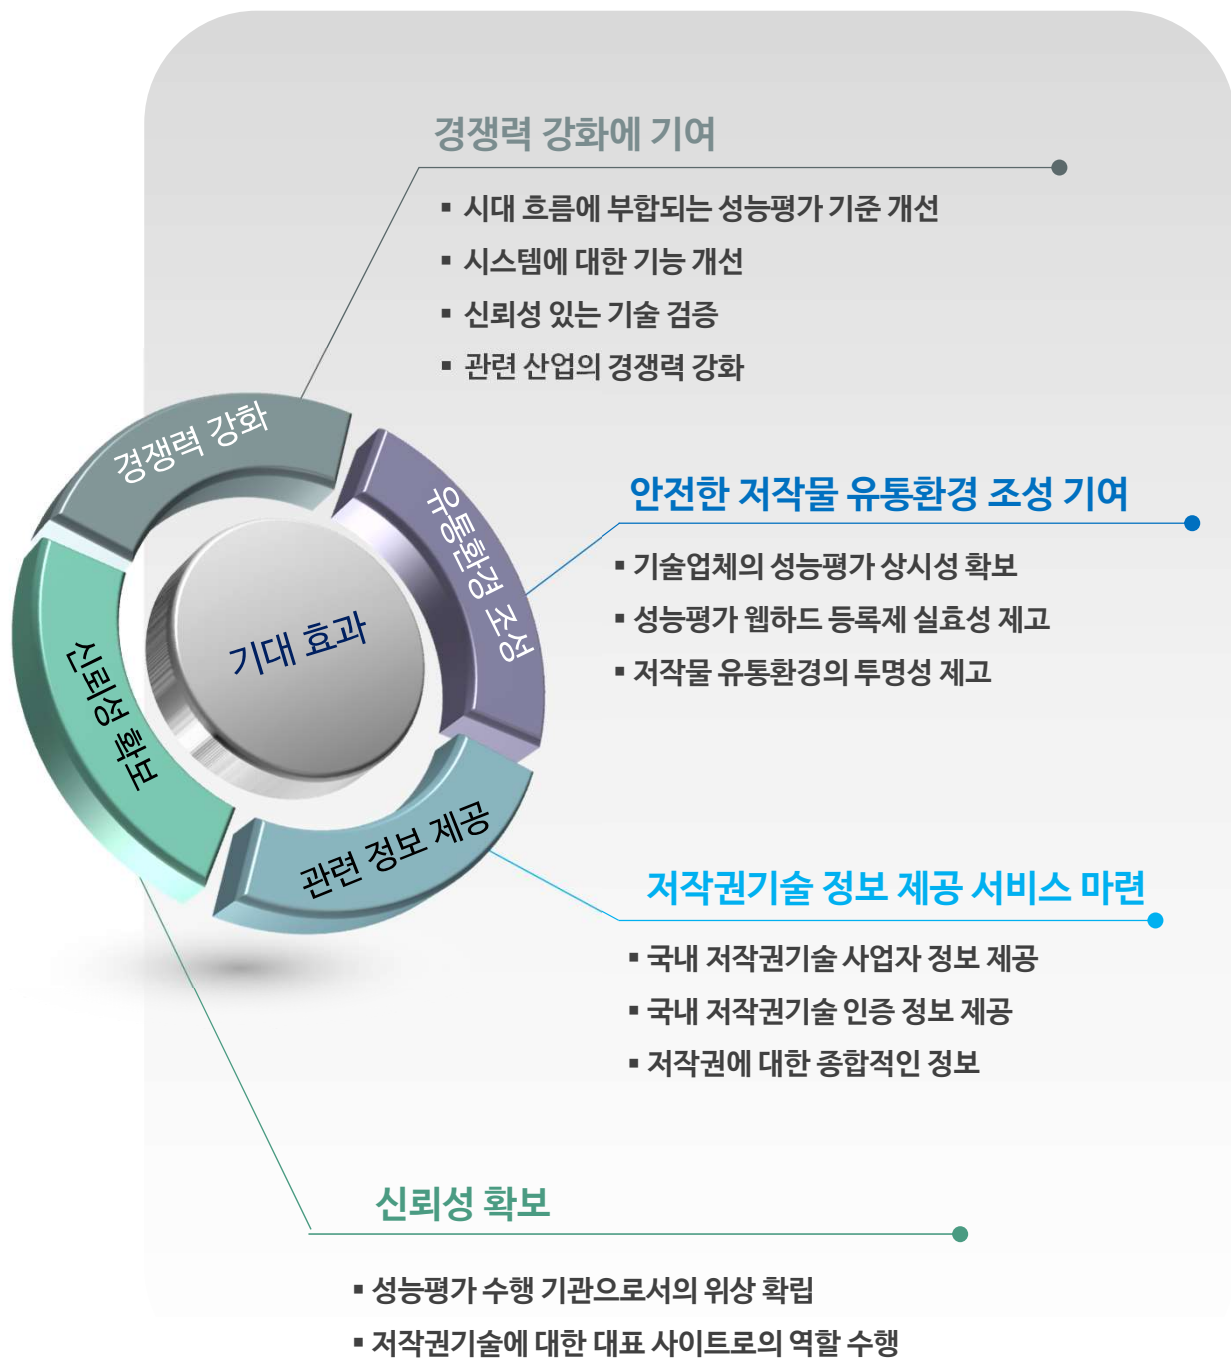 경쟁력 강화에 기여
▪ 시대 흐름에 부합되는 성능평가 기준 개선
▪ 시스템에 대한 기능 개선
▪ 신뢰성 있는 기술 검증
▪ 관련 산업의 경쟁력 강화
경쟁력 강화
유통환경 조성
기대 효과
신뢰성 확보
관련 정보 제공
안전한 저작물 유통환경 조성 기여
▪ 기술업체의 성능평가 상시성 확보
▪ 성능평가 웹하드 등록제 실효성 제고
▪ 저작물 유통환경의 투명성 제고
저작권기술 정보 제공 서비스 마련
▪ 국내 저작권기술 사업자 정보 제공
▪ 국내 저작권기술 인증 정보 제공
▪ 저작권에 대한 종합적인 정보
신뢰성 확보
▪ 성능평가 수행 기관으로서의 위상 확립
▪ 저작권기술에 대한 대표 사이트로의 역할 수행